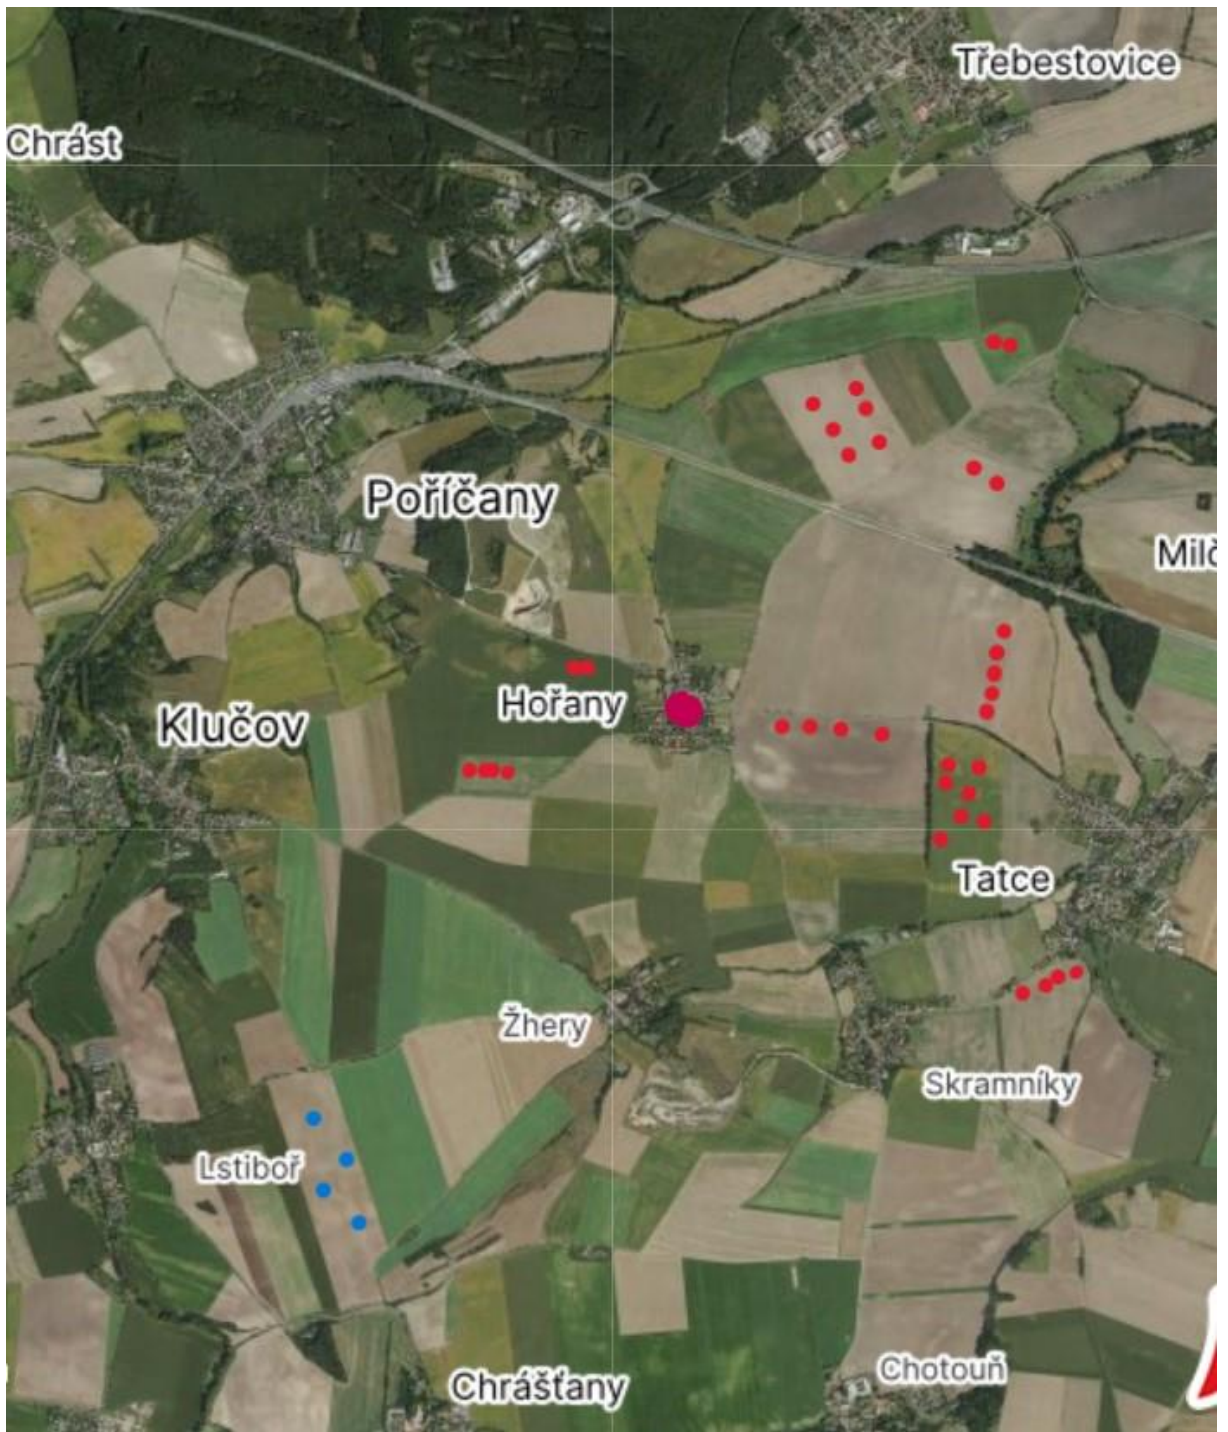 Třebestovice
Chrást
Poříčany
Milč
Hořany
Klučov
Tatce
Žhery
Skramníky
Lstiboř
Chotouň
Chrášťany